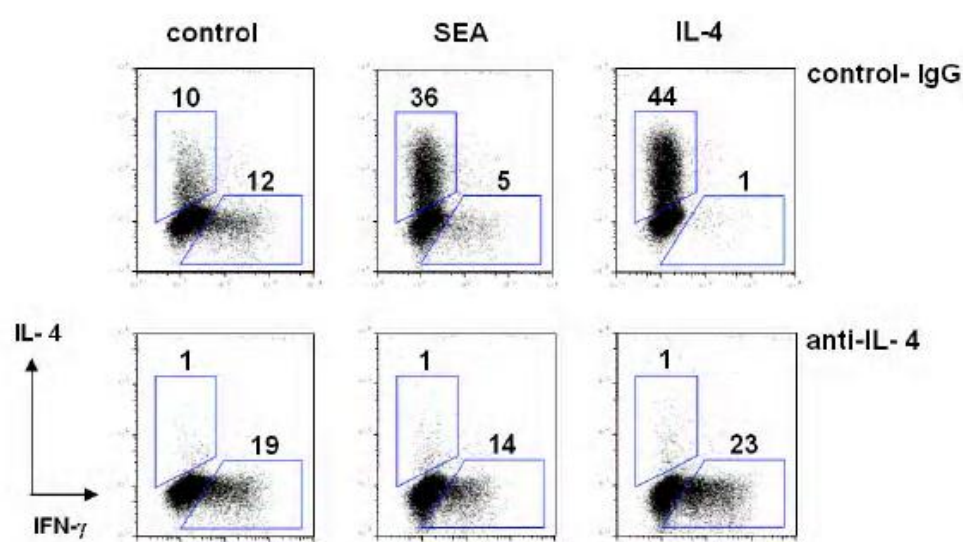 control SEA IL-4
control- IgG
10 36 44
12 5 1
IL- 4 anti-IL- 4
1 1 1
19 14 23
IFN-γ